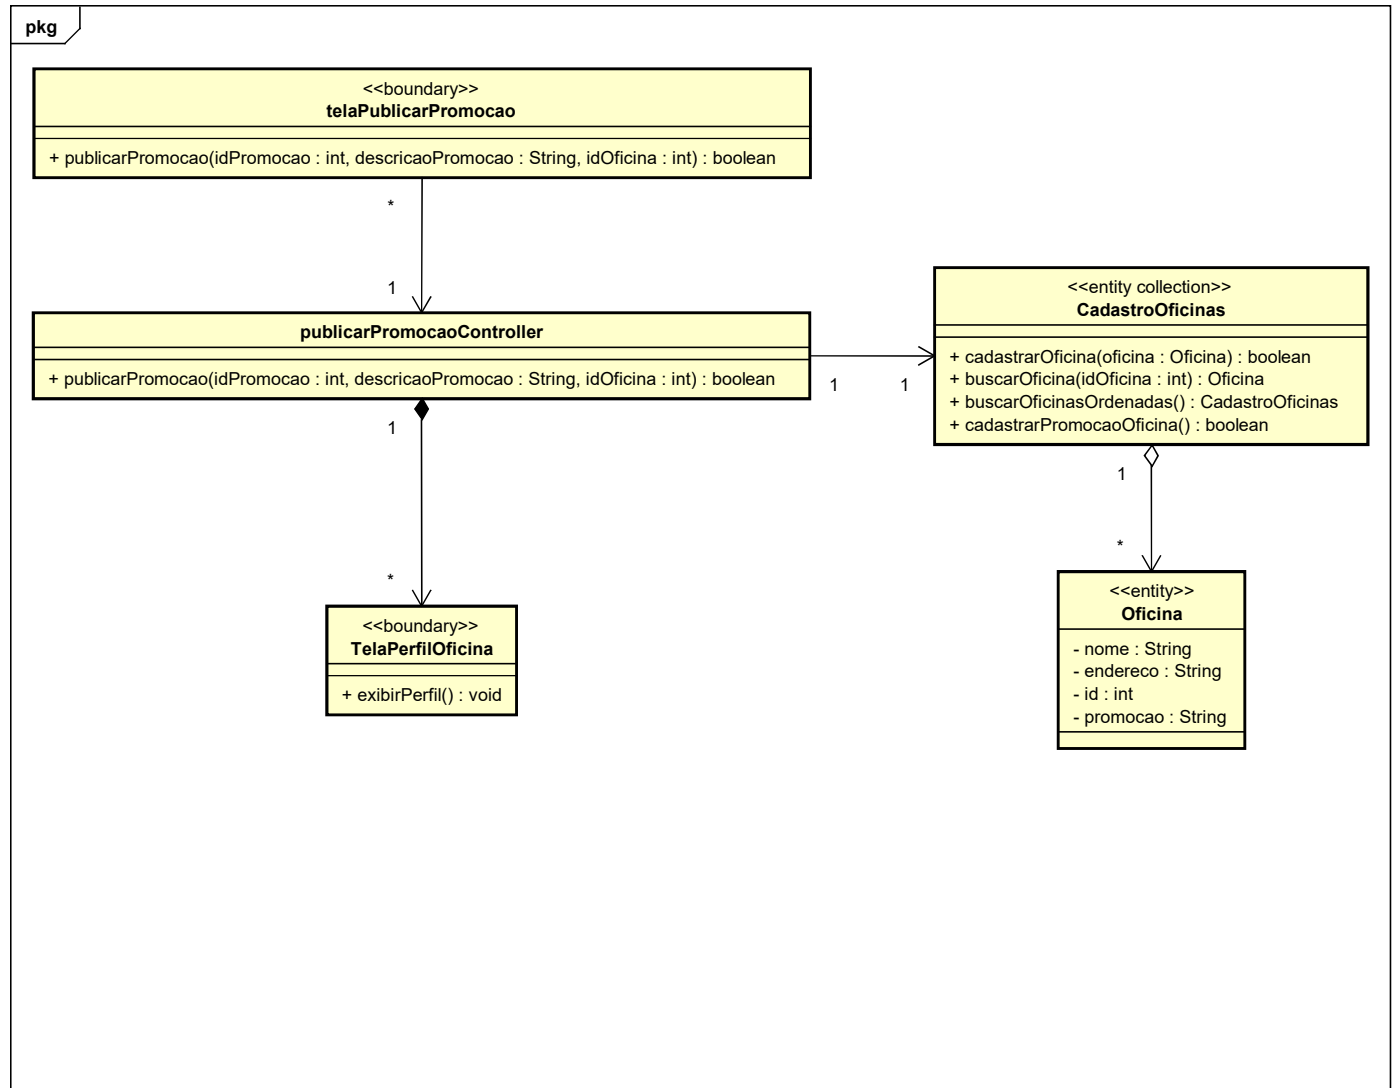 pkg
<<boundary>>
telaPublicarPromocao
+ publicarPromocao(idPromocao : int, descricaoPromocao : String, idOficina : int) : boolean
*
1
publicarPromocaoController
+ publicarPromocao(idPromocao : int, descricaoPromocao : String, idOficina : int) : boolean
1
1
<<entity collection>>
CadastroOficinas
+ cadastrarOficina(oficina : Oficina) : boolean
+ buscarOficina(idOficina : int) : Oficina
+ buscarOficinasOrdenadas() : CadastroOficinas
+ cadastrarPromocaoOficina() : boolean
1
*
<<boundary>>
TelaPerfilOficina
+ exibirPerfil() : void
1
*
<<entity>>
Oficina
- nome : String
- endereco : String
- id : int
- promocao : String